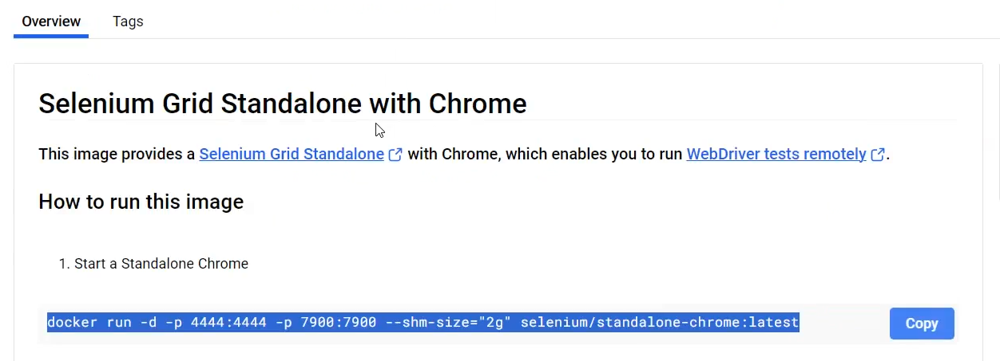 Overview Tags
Selenium Grid Standalone with Chrome
This image provides a Selenium Grid Standalone with Chrome, which enables you to run WebDriver tests remotely.
How to run this image
1. Start a Standalone Chrome
docker run -d -p 4444:4444 -p 7900:7900 --shm-size="2g" selenium/standalone-chrome:latest Copy